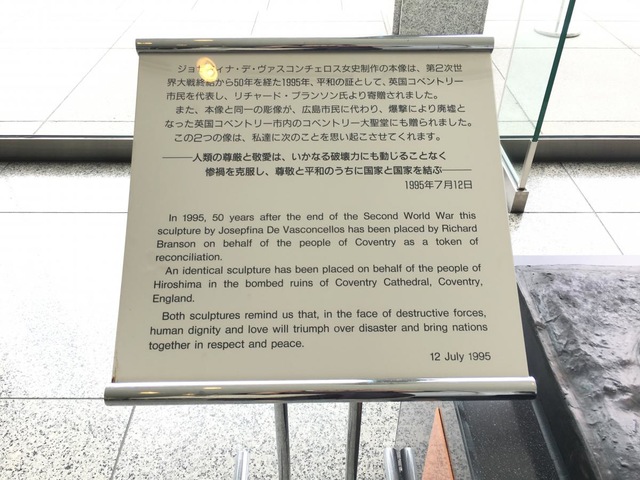 ジョセフィナ・デ・ヴァスコンチェロス女史制作の本像は、第2次世
界大戦終結から50年を経た1995年、平和の証として、英国コベントリー
市民を代表し、リチャード・ブランソン氏より寄贈されました。
また、本像と同一の彫像が、広島市民に代わり、爆撃により廃墟と
なった英国コベントリー市内のコベントリー大聖堂にも贈られました。
この2つの像は、私達に次のことを思い起こさせてくれます。
―――人類の尊厳と敬愛は、いかなる破壊力にも動じることなく
惨禍を克服し、尊敬と平和のうちに国家と国家を結ぶ―――
1995年7月12日
In 1995, 50 years after the end of the Second World War this
sculpture by Josepfina De Vasconcellos has been placed by Richard
Branson on behalf of the people of Coventry as a token of
reconciliation.
An identical sculpture has been placed on behalf of the people of
Hiroshima in the bombed ruins of Coventry Cathedral, Coventry,
England.
Both sculptures remind us that, in the face of destructive forces,
human dignity and love will triumph over disaster and bring nations
together in respect and peace.
12 July 1995